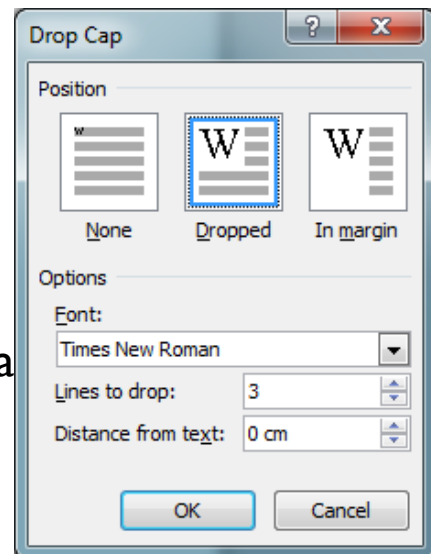 Drop Cap
Position
W W W
None Dropped In margin
Options
Font:
Times New Roman
a
Lines to drop: 3
Distance from text: 0 cm
OK Cancel